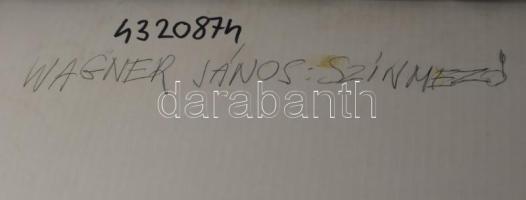 4320874
WAGNER JÁNOS: SZÍNMEZŐ
darabanth